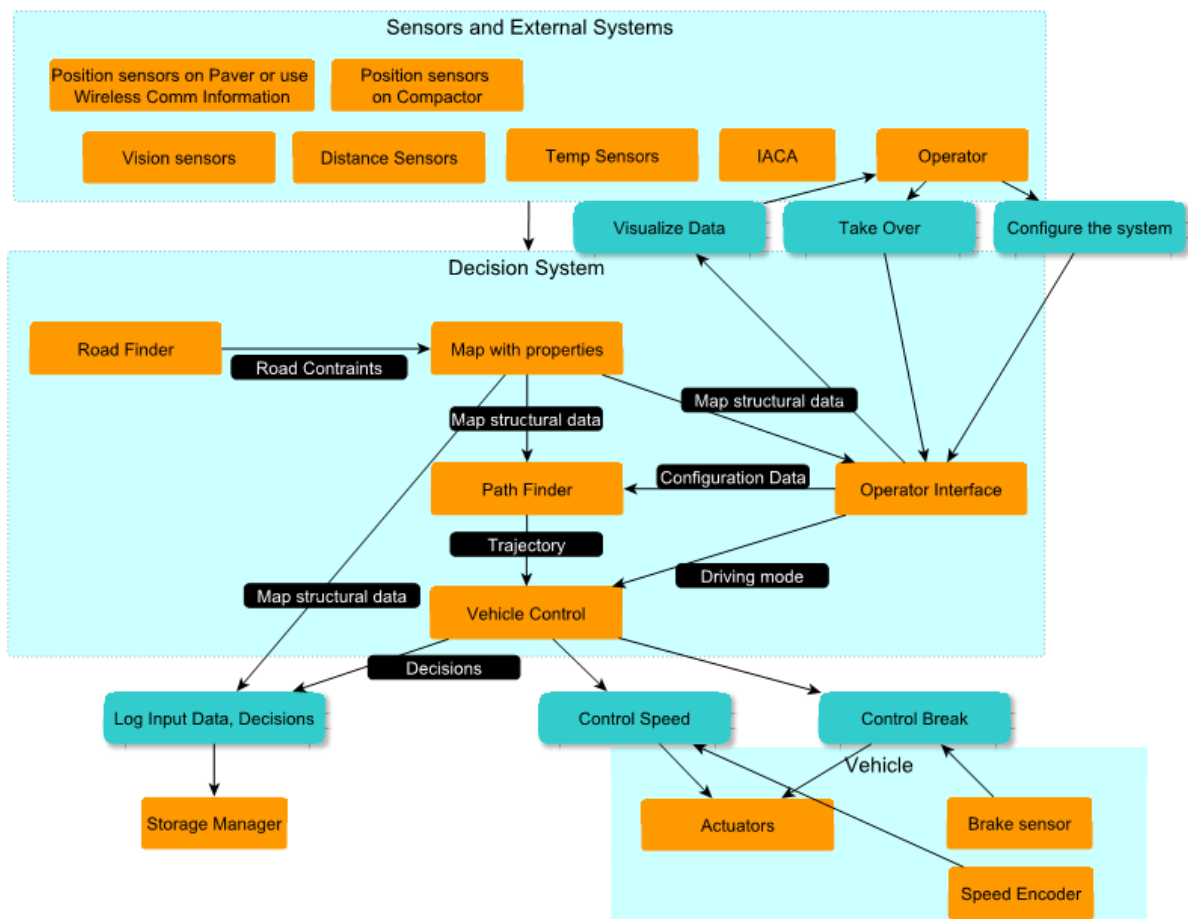 Sensors and External Systems
Position sensors on Paver or use
Wireless Comm Information
Position sensors
on Compactor
Vision sensors
Distance Sensors
Temp Sensors
IACA
Operator
Visualize Data
Take Over
Configure the system
Decision System
Road Finder
Road Contraints
Map with properties
Map structural data
Map structural data
Path Finder
Configuration Data
Operator Interface
Trajectory
Driving mode
Map structural data
Vehicle Control
Decisions
Log Input Data, Decisions
Control Speed
Control Break
Vehicle
Storage Manager
Actuators
Brake sensor
Speed Encoder